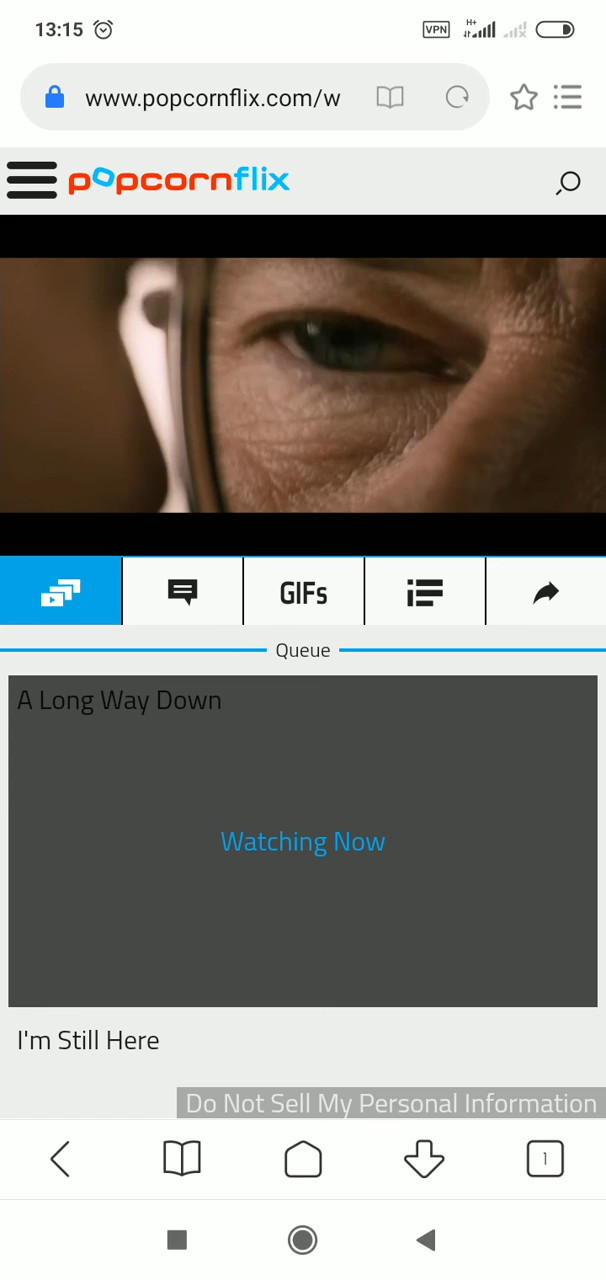 13:15
VPN
H+
www.popcornflix.com/w
popcornflix
GIFs
Queue
A Long Way Down
Watching Now
I'm Still Here
Do Not Sell My Personal Information
1